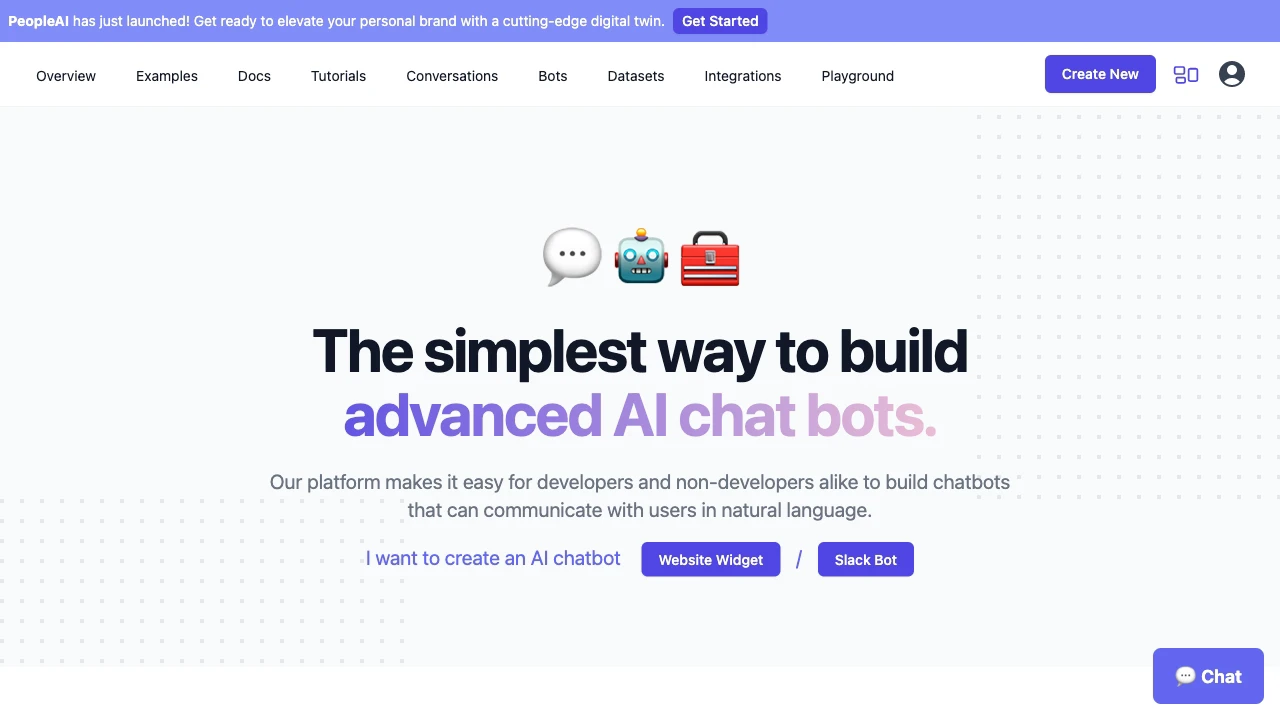 PeopleAI has just launched! Get ready to elevate your personal brand with a cutting-edge digital twin. Get Started
Overview Examples Docs Tutorials Conversations Bots Datasets Integrations Playground Create New
The simplest way to build
advanced AI chat bots.
Our platform makes it easy for developers and non-developers alike to build chatbots
that can communicate with users in natural language.
I want to create an AI chatbot Website Widget / Slack Bot
Chat